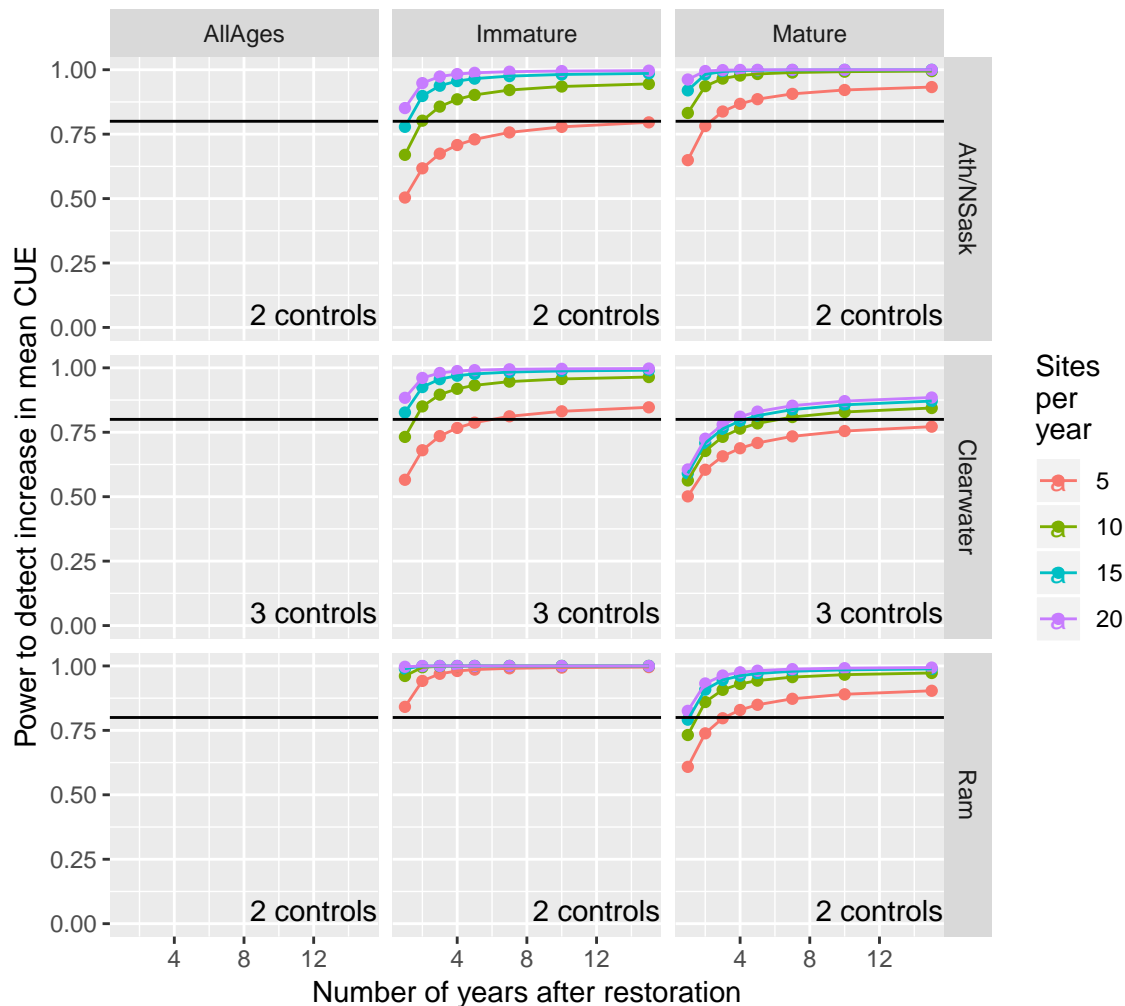 AllAges
Immature
Mature
Power to detect increase in mean CUE
1.00
0.75
0.50
0.25
0.00
2 controls
2 controls
2 controls
Ath/NSask
1.00
0.75
0.50
0.25
0.00
3 controls
3 controls
3 controls
Clearwater
1.00
0.75
0.50
0.25
0.00
2 controls
2 controls
2 controls
Ram
4 8 12
4 8 12
4 8 12
Number of years after restoration
Sites
per
year
a 5
a 10
a 15
a 20